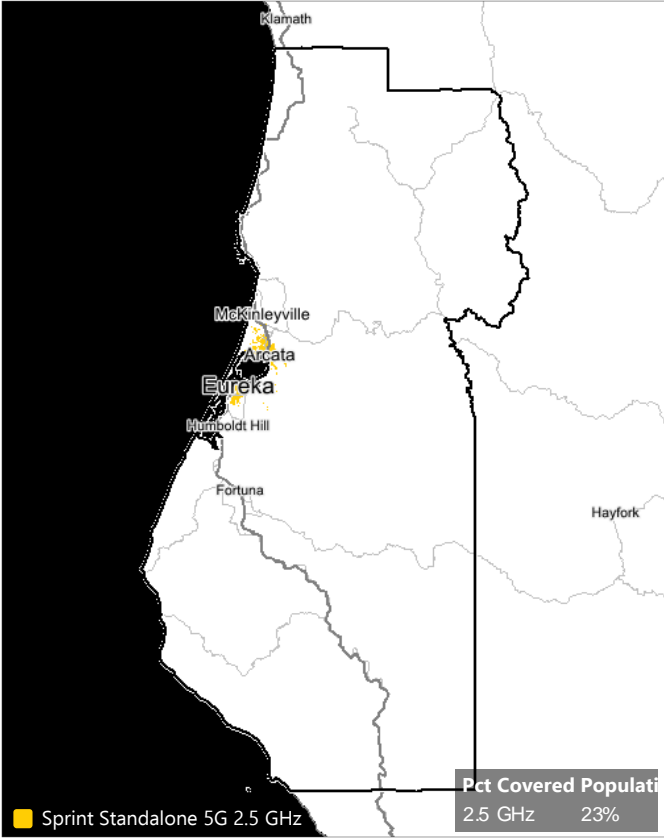 Klamath
McKinleyville
Arcata
Eureka
Humboldt Hill
Fortuna
Hayfork
Pct Covered Populati
2.5 GHz 23%
Sprint Standalone 5G 2.5 GHz